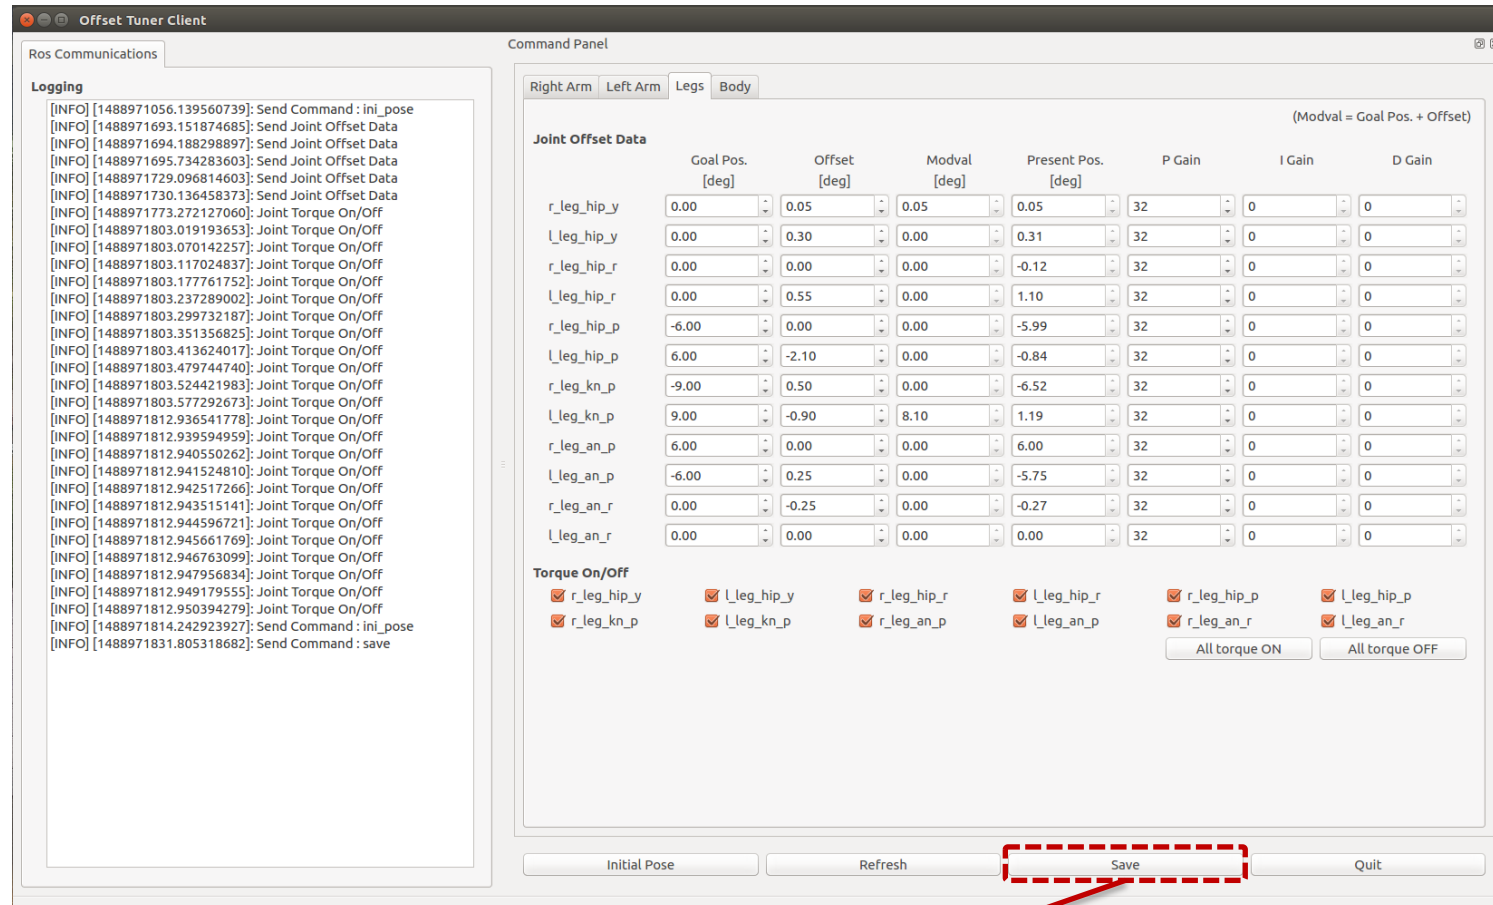 Offset Tuner Client
Ros Communications
Logging
[INFO] [1488971056.139560739]: Send Command : ini_pose
[INFO] [1488971693.151874685]: Send Joint Offset Data
[INFO] [1488971694.188298897]: Send Joint Offset Data
[INFO] [1488971695.734283603]: Send Joint Offset Data
[INFO] [1488971729.096814603]: Send Joint Offset Data
[INFO] [1488971730.136458373]: Send Joint Offset Data
[INFO] [1488971773.272127060]: Joint Torque On/Off
[INFO] [1488971803.019193653]: Joint Torque On/Off
[INFO] [1488971803.070142257]: Joint Torque On/Off
[INFO] [1488971803.117024837]: Joint Torque On/Off
[INFO] [1488971803.177761752]: Joint Torque On/Off
[INFO] [1488971803.237289002]: Joint Torque On/Off
[INFO] [1488971803.299732187]: Joint Torque On/Off
[INFO] [1488971803.351356825]: Joint Torque On/Off
[INFO] [1488971803.413624017]: Joint Torque On/Off
[INFO] [1488971803.479744740]: Joint Torque On/Off
[INFO] [1488971803.524421983]: Joint Torque On/Off
[INFO] [1488971803.577292673]: Joint Torque On/Off
[INFO] [1488971812.936541778]: Joint Torque On/Off
[INFO] [1488971812.939594959]: Joint Torque On/Off
[INFO] [1488971812.940550262]: Joint Torque On/Off
[INFO] [1488971812.941524810]: Joint Torque On/Off
[INFO] [1488971812.942517266]: Joint Torque On/Off
[INFO] [1488971812.943515141]: Joint Torque On/Off
[INFO] [1488971812.944596721]: Joint Torque On/Off
[INFO] [1488971812.945661769]: Joint Torque On/Off
[INFO] [1488971812.946763099]: Joint Torque On/Off
[INFO] [1488971812.947956834]: Joint Torque On/Off
[INFO] [1488971812.949179555]: Joint Torque On/Off
[INFO] [1488971812.950394279]: Joint Torque On/Off
[INFO] [1488971814.242923927]: Send Command : ini_pose
[INFO] [1488971831.805318682]: Send Command : save
Command Panel
Right Arm Left Arm Legs Body
(Modval = Goal Pos. + Offset)
Joint Offset Data
Goal Pos. Offset Modval Present Pos. P Gain I Gain D Gain
[deg] [deg] [deg] [deg]
r_leg_hip_y 0.00 0.05 0.05 0.05 32 0 0
l_leg_hip_y 0.00 0.30 0.00 0.31 32 0 0
r_leg_hip_r 0.00 0.00 0.00 -0.12 32 0 0
l_leg_hip_r 0.00 0.55 0.00 1.10 32 0 0
r_leg_hip_p -6.00 0.00 0.00 -5.99 32 0 0
l_leg_hip_p 6.00 -2.10 0.00 -0.84 32 0 0
r_leg_kn_p -9.00 0.50 0.00 -6.52 32 0 0
l_leg_kn_p 9.00 -0.90 8.10 1.19 32 0 0
r_leg_an_p 6.00 0.00 0.00 6.00 32 0 0
l_leg_an_p -6.00 0.25 0.00 -5.75 32 0 0
r_leg_an_r 0.00 -0.25 0.00 -0.27 32 0 0
l_leg_an_r 0.00 0.00 0.00 0.00 32 0 0
Torque On/Off
r_leg_hip_y l_leg_hip_y r_leg_hip_r l_leg_hip_r r_leg_hip_p l_leg_hip_p
r_leg_kn_p l_leg_kn_p r_leg_an_p l_leg_an_p r_leg_an_r l_leg_an_r
All torque ON All torque OFF
Initial Pose Refresh Save Quit